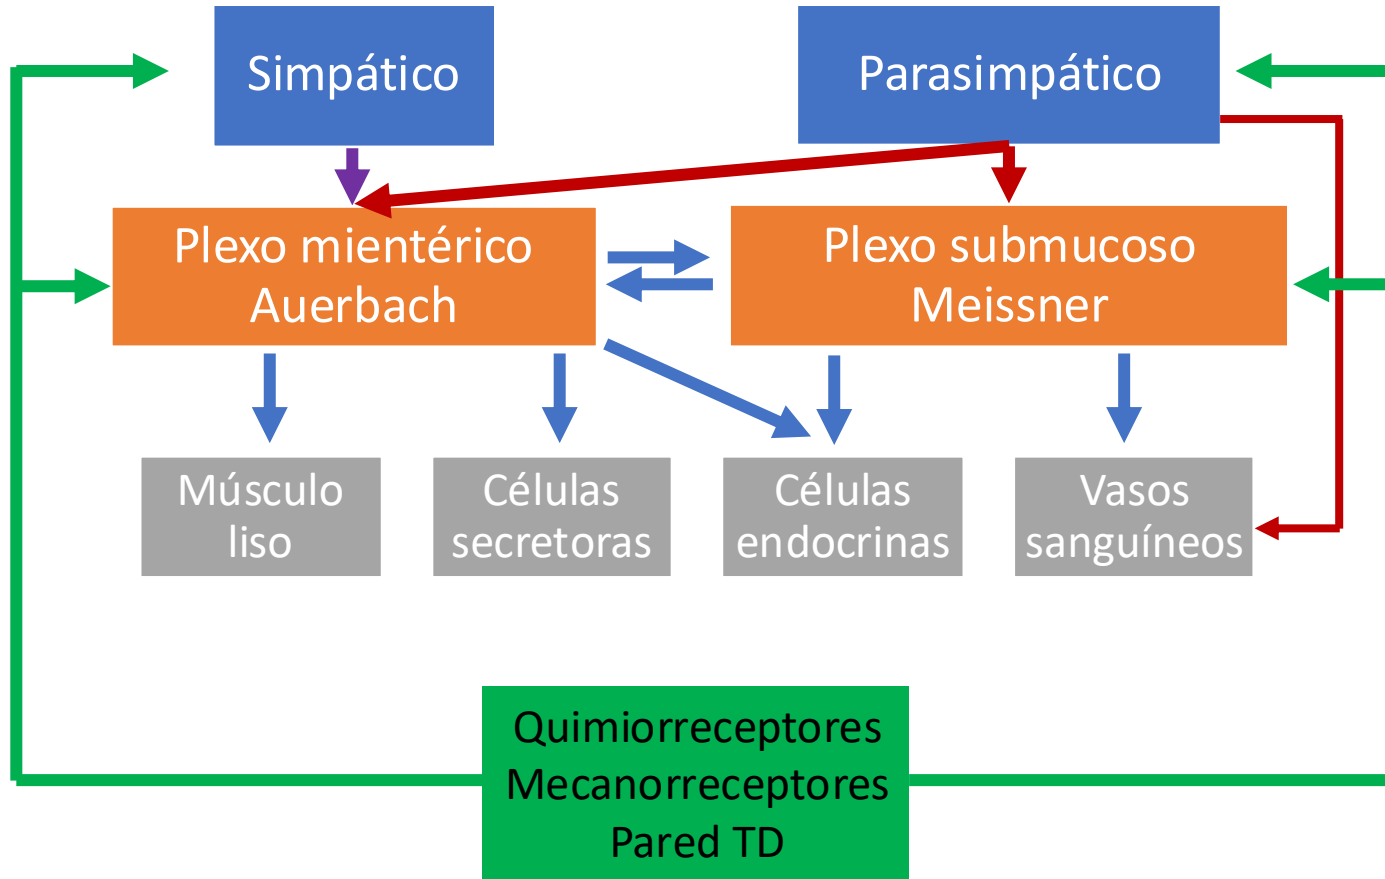 Simpático
Parasimpático
Plexo mientérico
Auerbach
Plexo submucoso
Meissner
Músculo
liso
Células
secretoras
Células
endocrinas
Vasos
sanguíneos
Quimiorreceptores
Mecanorreceptores
Pared TD